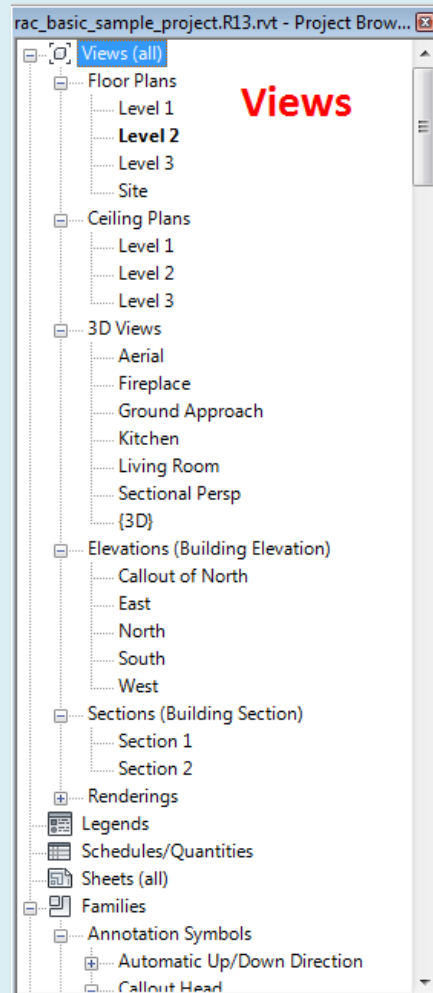 rac_basic_sample_project.R13.rvt - Project Brow...
Views (all)
Floor Plans
Views
Level 1
Level 2
Level 3
Site
Ceiling Plans
Level 1
Level 2
Level 3
3D Views
Aerial
Fireplace
Ground Approach
Kitchen
Living Room
Sectional Persp
{3D}
Elevations (Building Elevation)
Callout of North
East
North
South
West
Sections (Building Section)
Section 1
Section 2
Renderings
Legends
Schedules/Quantities
Sheets (all)
Families
Annotation Symbols
Automatic Up/Down Direction
Callout Head